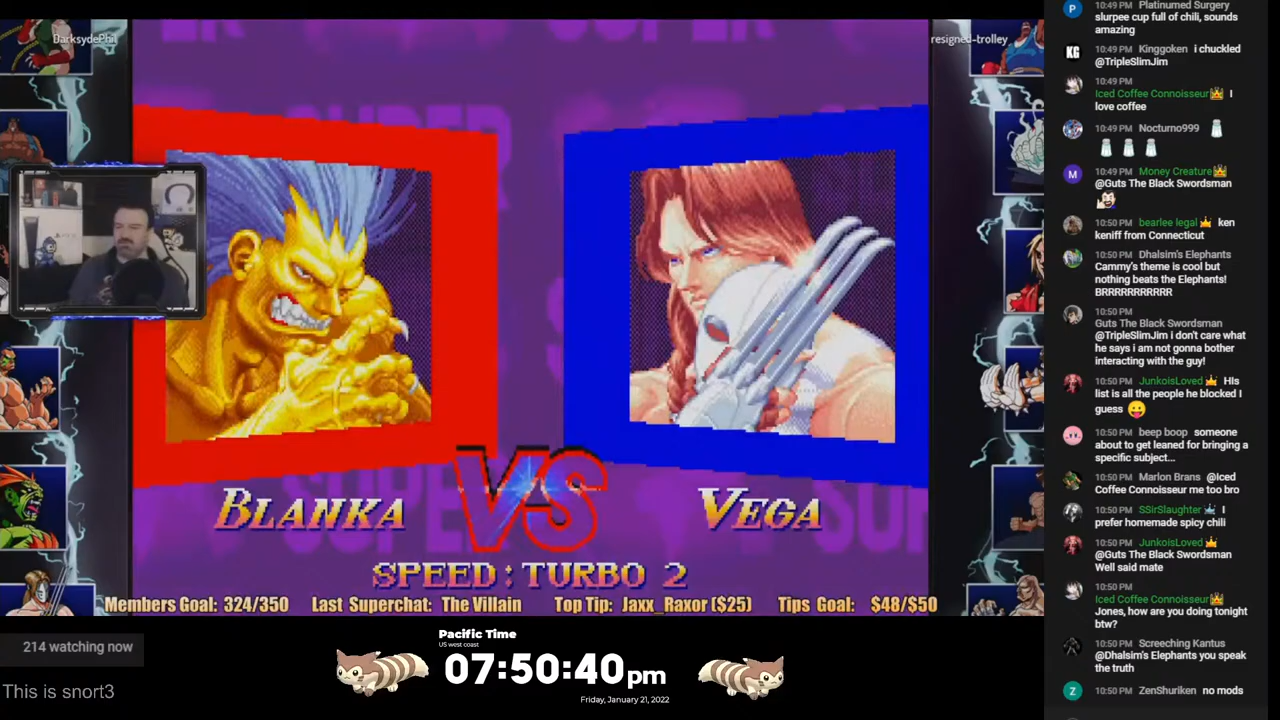 DarksydePhil
resigned-trolley
BLANKA
VS
VEGA
SPEED:TURBO 2
Members Goal: 324/350 Last Superchat: The Villain Top Tip: Jaxx_Raxor ($25) Tips Goal: $48/$50
214 watching now
This is snort3
Pacific Time
US west coast
07:50:40pm
Friday, January 21, 2022
P 10:49 PM Platinumed Surgery
slurpee cup full of chili, sounds
amazing
KG 10:49 PM Kinggoken i chuckled
@TripleSlimJim
10:49 PM
Iced Coffee Connoisseur I
love coffee
10:49 PM Nocturno999
M 10:49 PM Money Creature
@Guts The Black Swordsman
10:50 PM bearlee legal ken
keniff from Connecticut
10:50 PM Dhalsim's Elephants
Cammy's theme is cool but
nothing beats the Elephants!
BRRRRRRRRRRR
10:50 PM
Guts The Black Swordsman
@TripleSlimJim i don't care what
he says i am not gonna bother
interacting with the guy!
10:50 PM JunkoisLoved HIs
list is all the people he blocked I
guess
10:50 PM beep boop someone
about to get leaned for bringing a
specific subject...
10:50 PM Marlon Brans @Iced
Coffee Connoisseur me too bro
10:50 PM SSirSlaughter I
prefer homemade spicy chili
10:50 PM JunkoisLoved
@Guts The Black Swordsman
Well said mate
10:50 PM
Iced Coffee Connoisseur
Jones, how are you doing tonight
btw?
10:50 PM Screeching Kantus
@Dhalsim's Elephants you speak
the truth
Z 10:50 PM ZenShuriken no mods